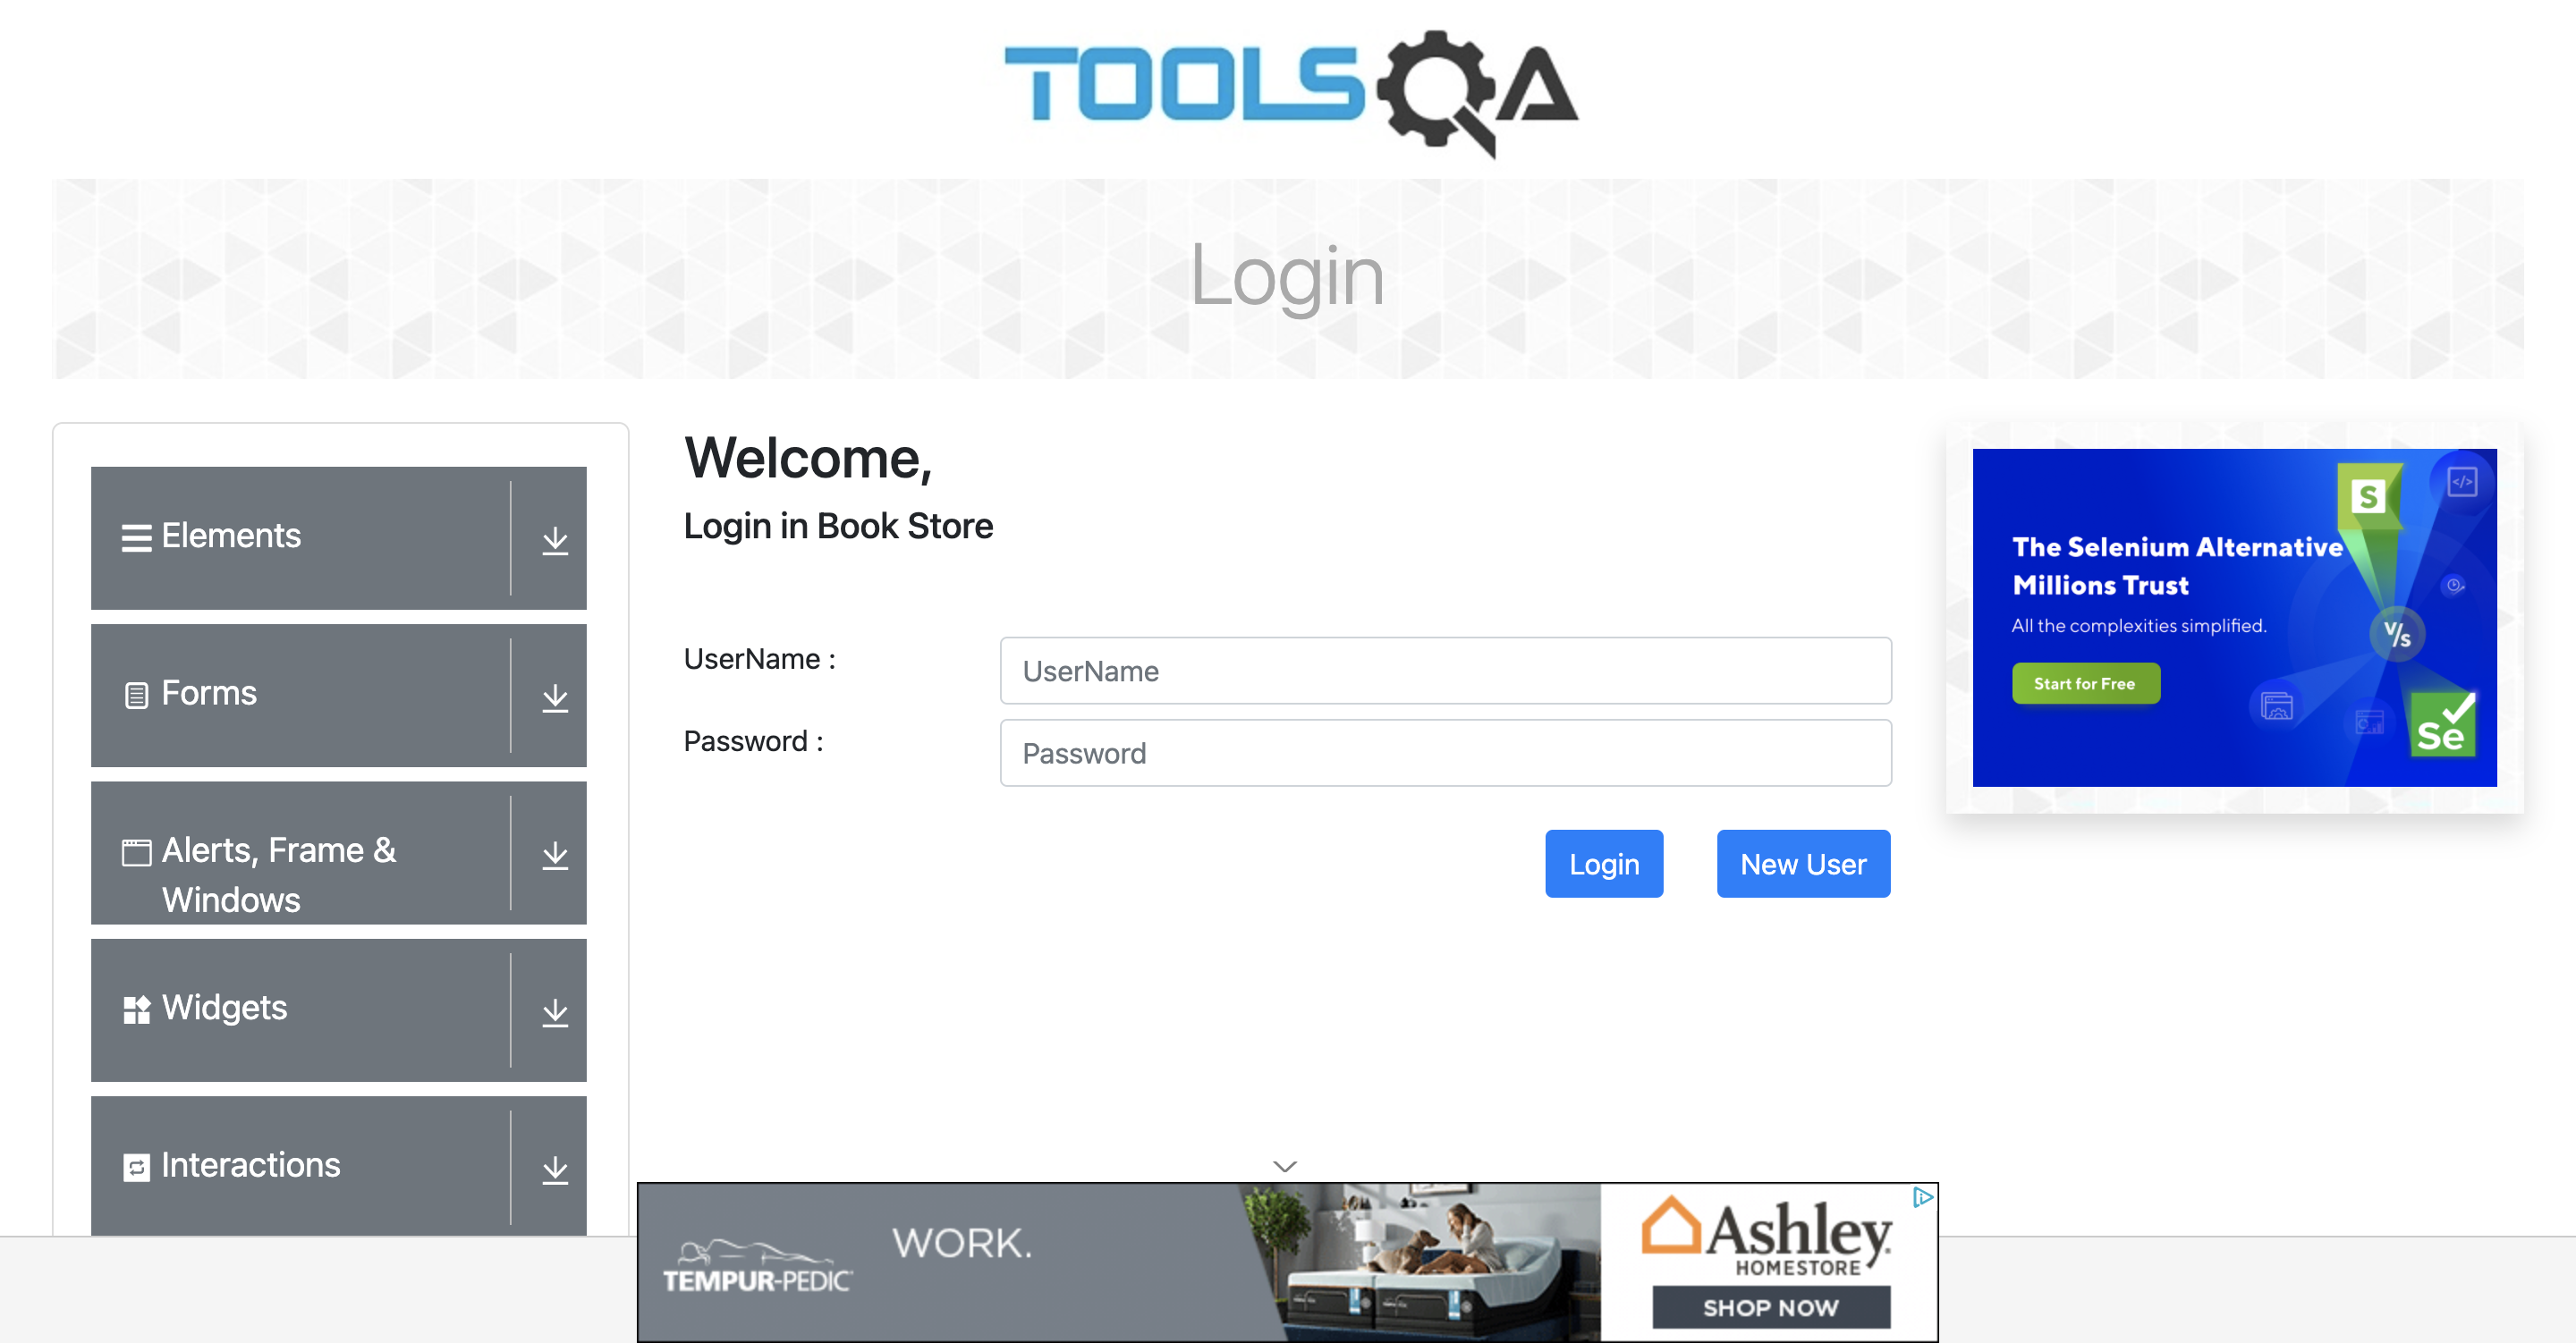 TOOLSQA
Login
Elements
Forms
Alerts, Frame &
Windows
Widgets
Interactions
Welcome,
Login in Book Store
UserName :
UserName
Password :
Password
Login
New User
The Selenium Alternative
Millions Trust
All the complexities simplified.
Start for Free
S
</>
V/s
Se
TEMPUR-PEDIC
WORK.
Ashley
HOMESTORE
SHOP NOW